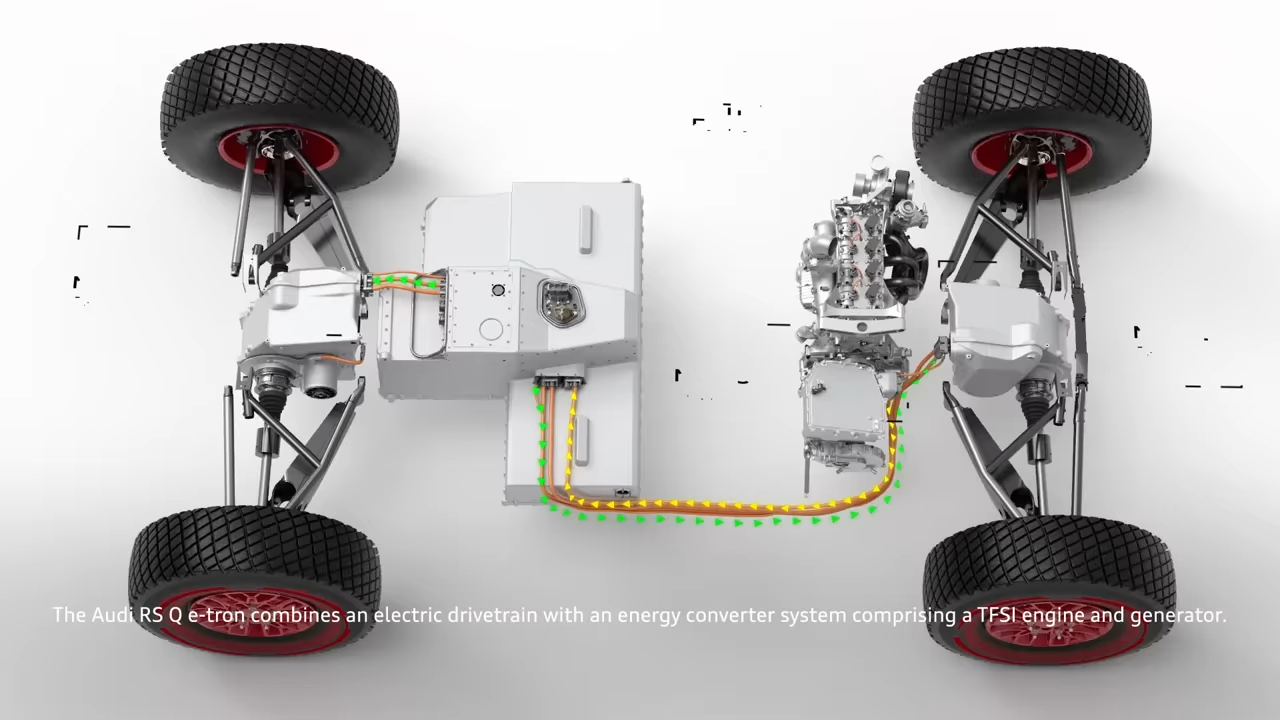 The Audi RS Q e-tron combines an electric drivetrain with an energy converter system comprising a TFSI engine and generator.